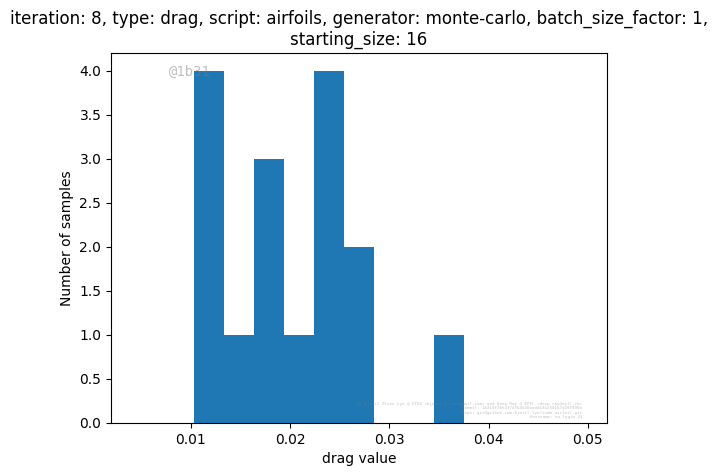 iteration: 8, type: drag, script: airfoils, generator: monte-carlo, batch_size_factor: 1,
starting_size: 16
@1b31
4.0
3.5
3.0
2.5
2.0
1.5
1.0
0.5
0.0
Number of samples
0.01
0.02
0.03
0.04
0.05
drag value